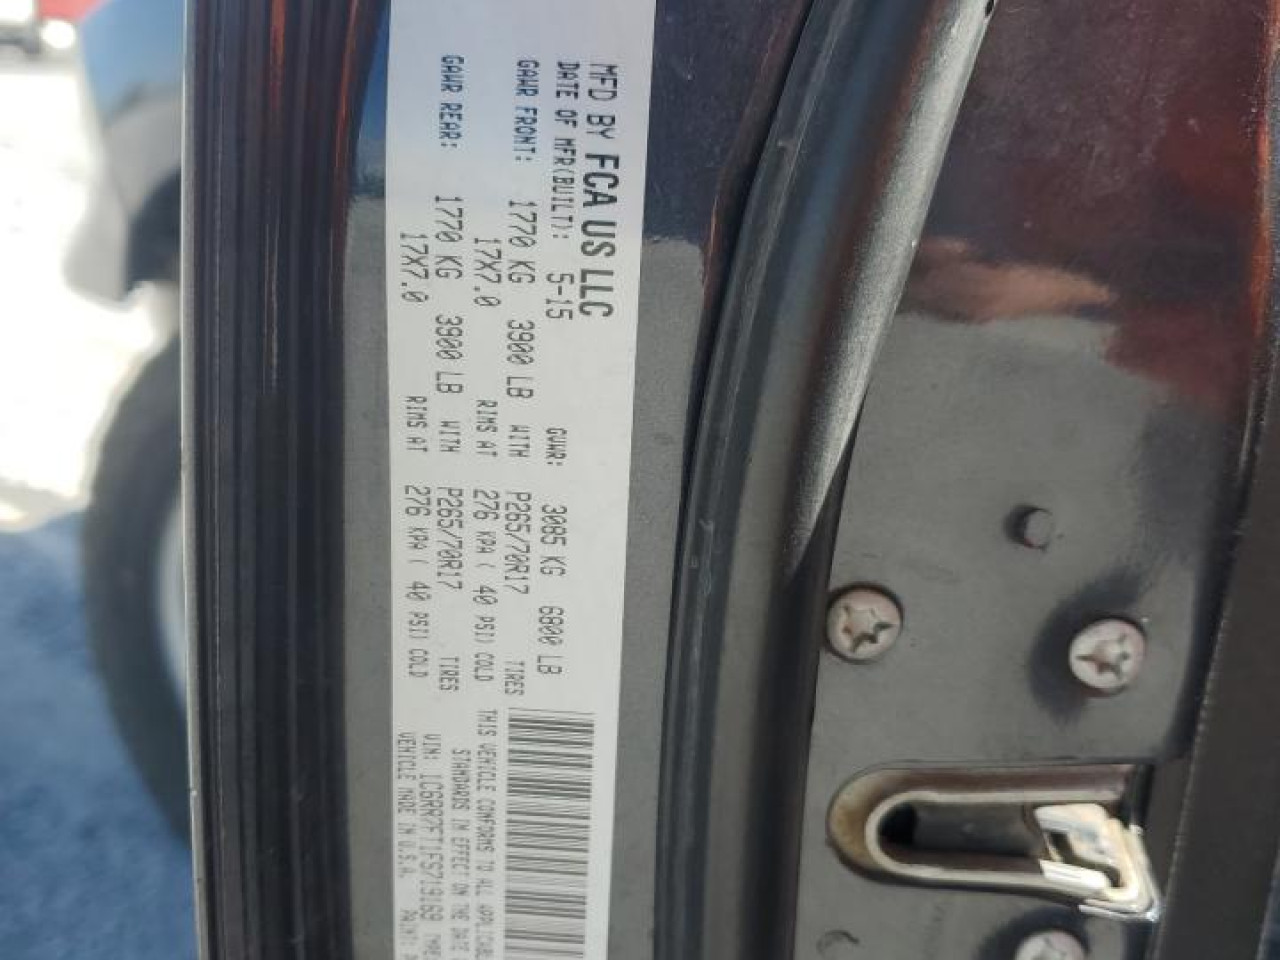 MFD BY FCA US LLC
DATE OF MFR(BUILT): 5-15 GVWR: 3085 KG 6800 LB
GAWR FRONT: 1770 KG 3900 LB WITH P265/70R17 TIRES
17X7.0 RIMS AT 276 KPA ( 40 PSI) COLD
GAWR REAR: 1770 KG 3900 LB WITH P265/70R17 TIRES
17X7.0 RIMS AT 276 KPA ( 40 PSI) COLD
THIS VEHICLE CONFORMS TO ALL
STANDARDS IN EFFECT ON THE DATE
VIN: 1C6RR7FT1FS719169
VEHICLE MADE IN U.S.A.